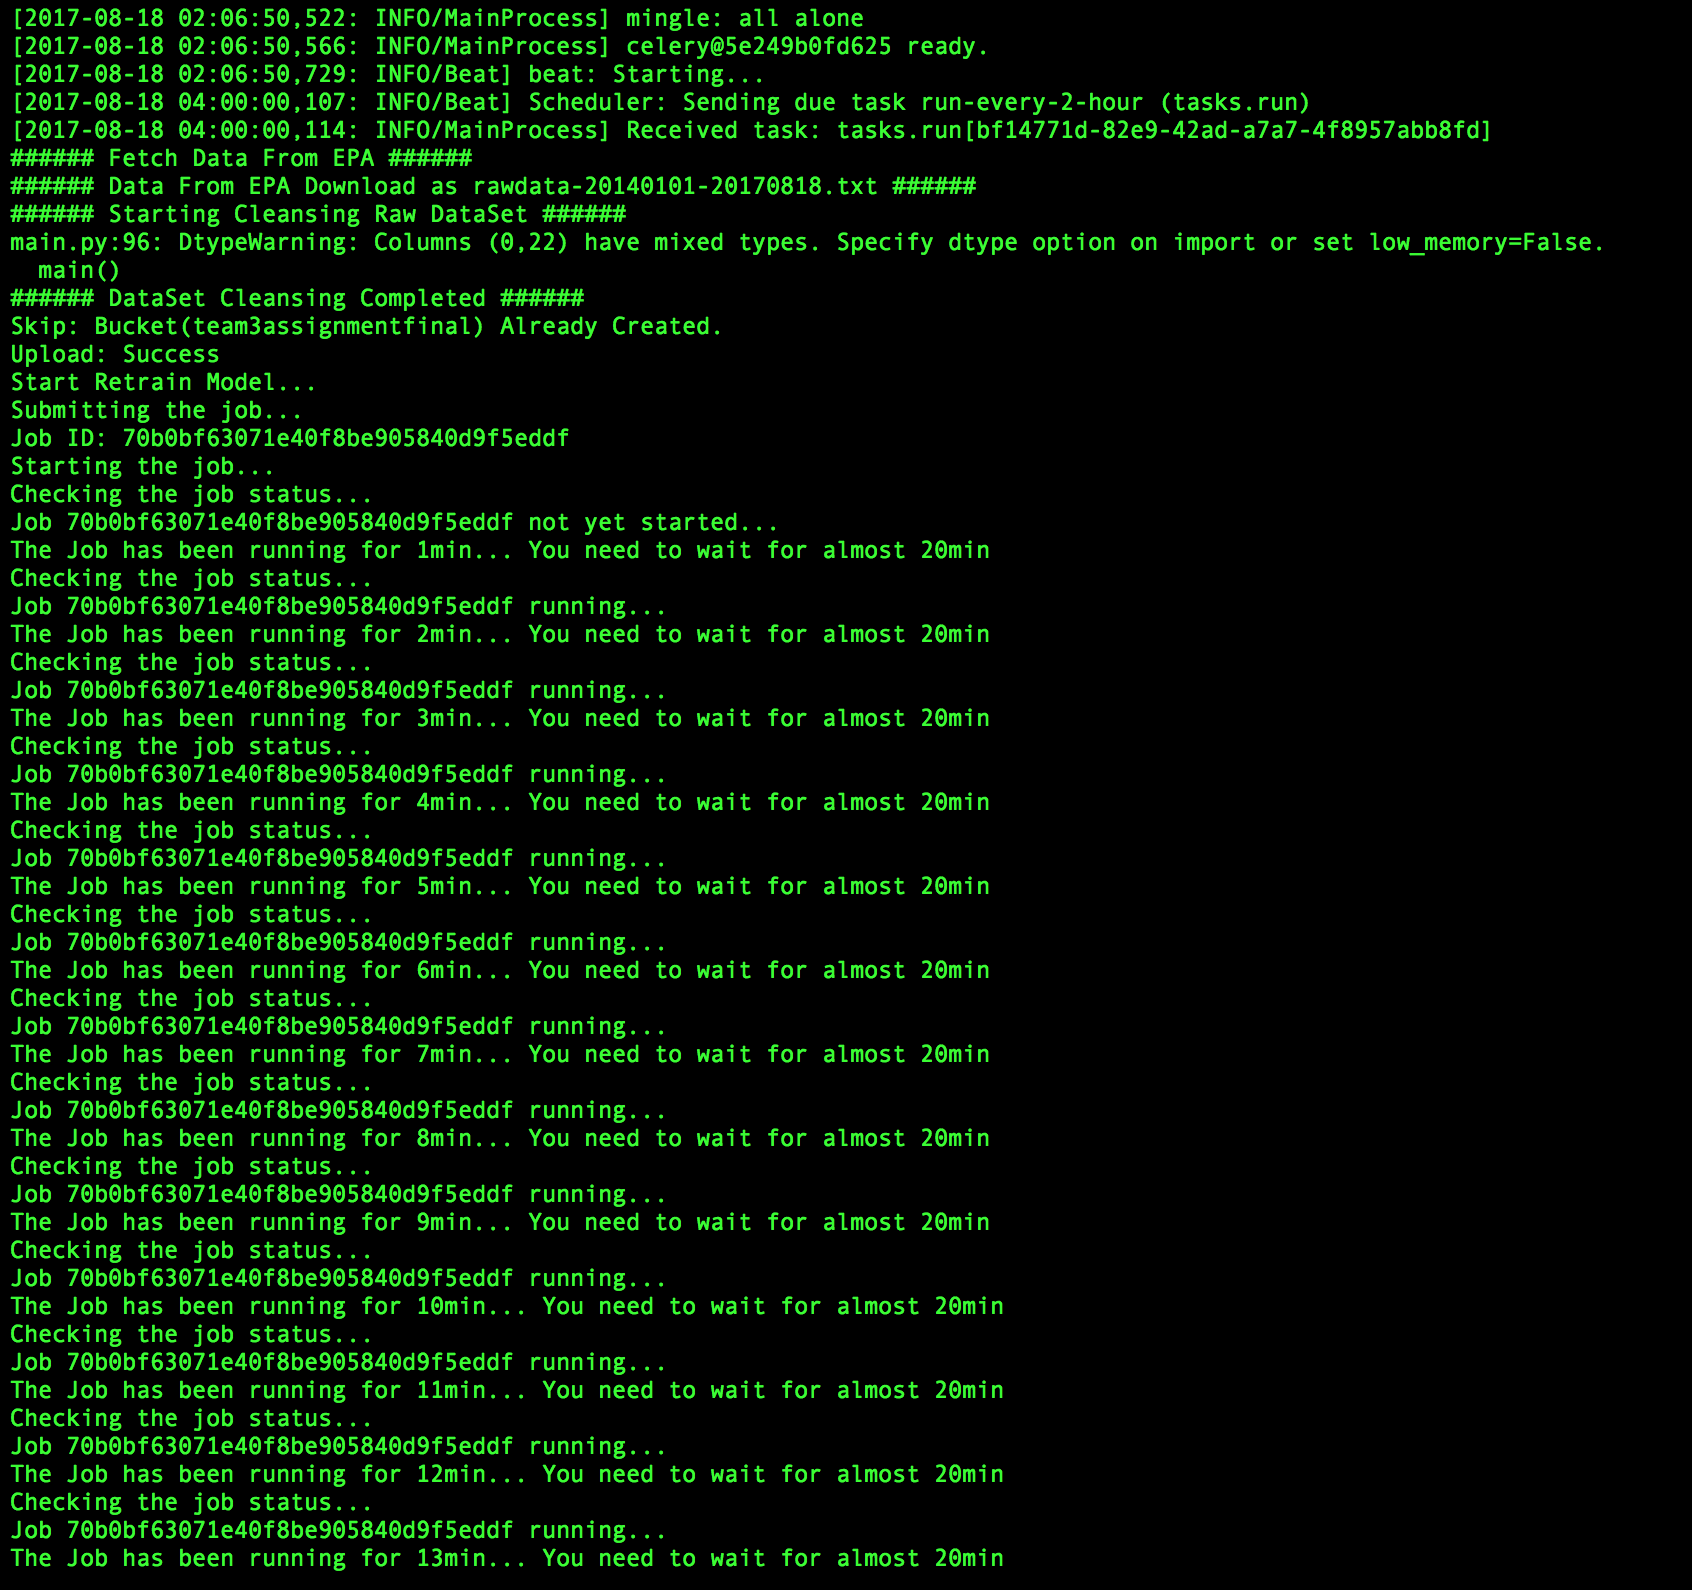 [2017-08-18 02:06:50,522: INFO/MainProcess] mingle: all alone
[2017-08-18 02:06:50,566: INFO/MainProcess] celery@5e249b0fd625 ready.
[2017-08-18 02:06:50,729: INFO/Beat] beat: Starting...
[2017-08-18 04:00:00,107: INFO/Beat] Scheduler: Sending due task run-every-2-hour (tasks.run)
[2017-08-18 04:00:00,114: INFO/MainProcess] Received task: tasks.run[bf14771d-82e9-42ad-a7a7-4f8957abb8fd]
###### Fetch Data From EPA ######
###### Data From EPA Download as rawdata-20140101-20170818.txt ######
###### Starting Cleansing Raw DataSet ######
main.py:96: DtypeWarning: Columns (0,22) have mixed types. Specify dtype option on import or set low_memory=False.
  main()
###### DataSet Cleansing Completed ######
Skip: Bucket(team3assignmentfinal) Already Created.
Upload: Success
Start Retrain Model...
Submitting the job...
Job ID: 70b0bf63071e40f8be905840d9f5eddf
Starting the job...
Checking the job status...
Job 70b0bf63071e40f8be905840d9f5eddf not yet started...
The Job has been running for 1min... You need to wait for almost 20min
Checking the job status...
Job 70b0bf63071e40f8be905840d9f5eddf running...
The Job has been running for 2min... You need to wait for almost 20min
Checking the job status...
Job 70b0bf63071e40f8be905840d9f5eddf running...
The Job has been running for 3min... You need to wait for almost 20min
Checking the job status...
Job 70b0bf63071e40f8be905840d9f5eddf running...
The Job has been running for 4min... You need to wait for almost 20min
Checking the job status...
Job 70b0bf63071e40f8be905840d9f5eddf running...
The Job has been running for 5min... You need to wait for almost 20min
Checking the job status...
Job 70b0bf63071e40f8be905840d9f5eddf running...
The Job has been running for 6min... You need to wait for almost 20min
Checking the job status...
Job 70b0bf63071e40f8be905840d9f5eddf running...
The Job has been running for 7min... You need to wait for almost 20min
Checking the job status...
Job 70b0bf63071e40f8be905840d9f5eddf running...
The Job has been running for 8min... You need to wait for almost 20min
Checking the job status...
Job 70b0bf63071e40f8be905840d9f5eddf running...
The Job has been running for 9min... You need to wait for almost 20min
Checking the job status...
Job 70b0bf63071e40f8be905840d9f5eddf running...
The Job has been running for 10min... You need to wait for almost 20min
Checking the job status...
Job 70b0bf63071e40f8be905840d9f5eddf running...
The Job has been running for 11min... You need to wait for almost 20min
Checking the job status...
Job 70b0bf63071e40f8be905840d9f5eddf running...
The Job has been running for 12min... You need to wait for almost 20min
Checking the job status...
Job 70b0bf63071e40f8be905840d9f5eddf running...
The Job has been running for 13min... You need to wait for almost 20min